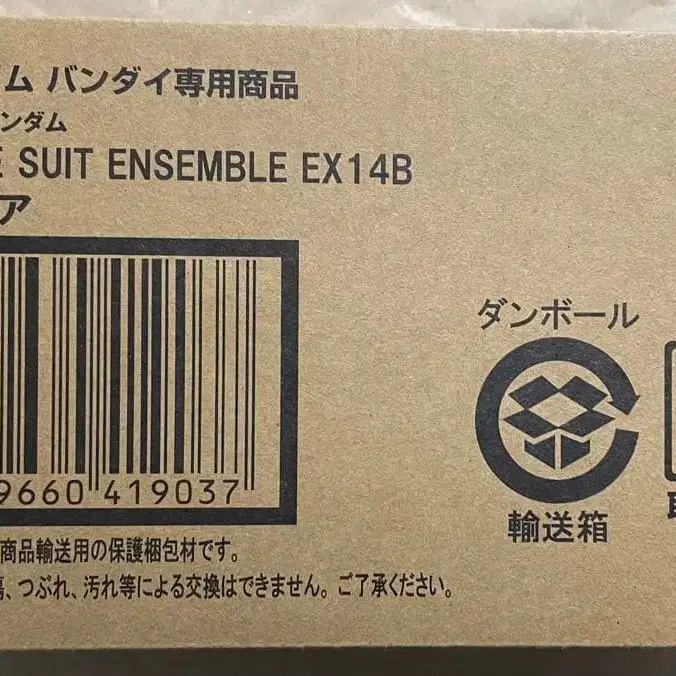 ム バンダイ専用商品
ンダム
E SUIT ENSEMBLE EX14B
ア
9660 419037
ダンボール
輸送箱
商品輸送用の保護梱包材です。
、つぶれ、汚れ等による交換はできません。ご了承ください。